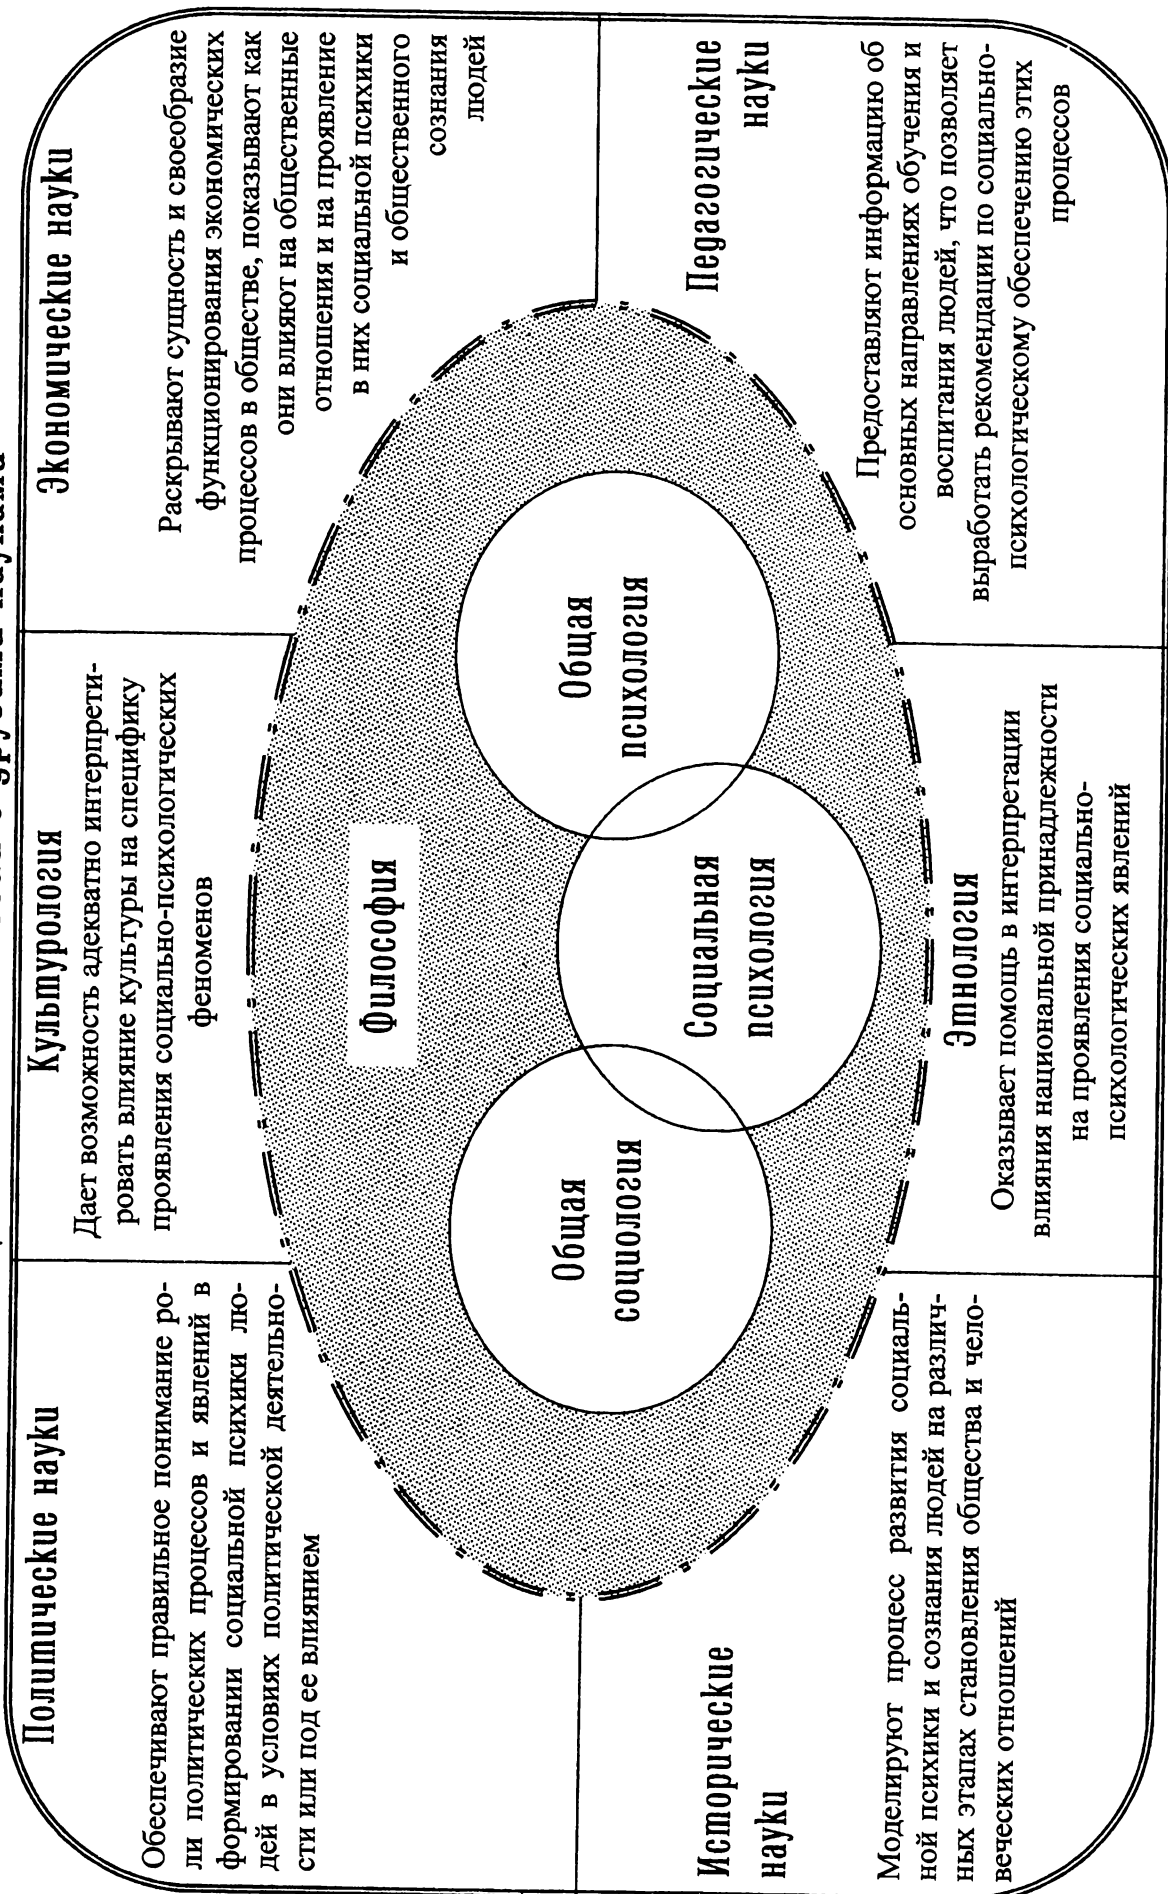 Политические науки
Обеспечивают правильное понимание ро-
ли политических процессов и явлений в
формировании социальной психики лю-
дей в условиях политической деятельно-
сти или под ее влиянием
Культурология
Дает возможность адекватно интерпрети-
ровать влияние культуры на специфику
проявления социально-психологических
феноменов
Экономические науки
Раскрывают сущность и своеобразие
функционирования экономических
процессов в обществе, показывают как
они влияют на общественные
отношения и на проявление
в них социальной психики
и общественного
сознания
людей
Философия
Общая
социология
Социальная
психология
Общая
психология
Исторические
науки
Моделируют процесс развития социаль-
ной психики и сознания людей на различ-
ных этапах становления общества и чело-
веческих отношений
Этнология
Оказывает помощь в интерпретации
влияния национальной принадлежности
на проявления социально-
психологических явлений
Педагогические
науки
Предоставляют информацию об
основных направлениях обучения и
воспитания людей, что позволяет
выработать рекомендации по социально-
психологическому обеспечению этих
процессов